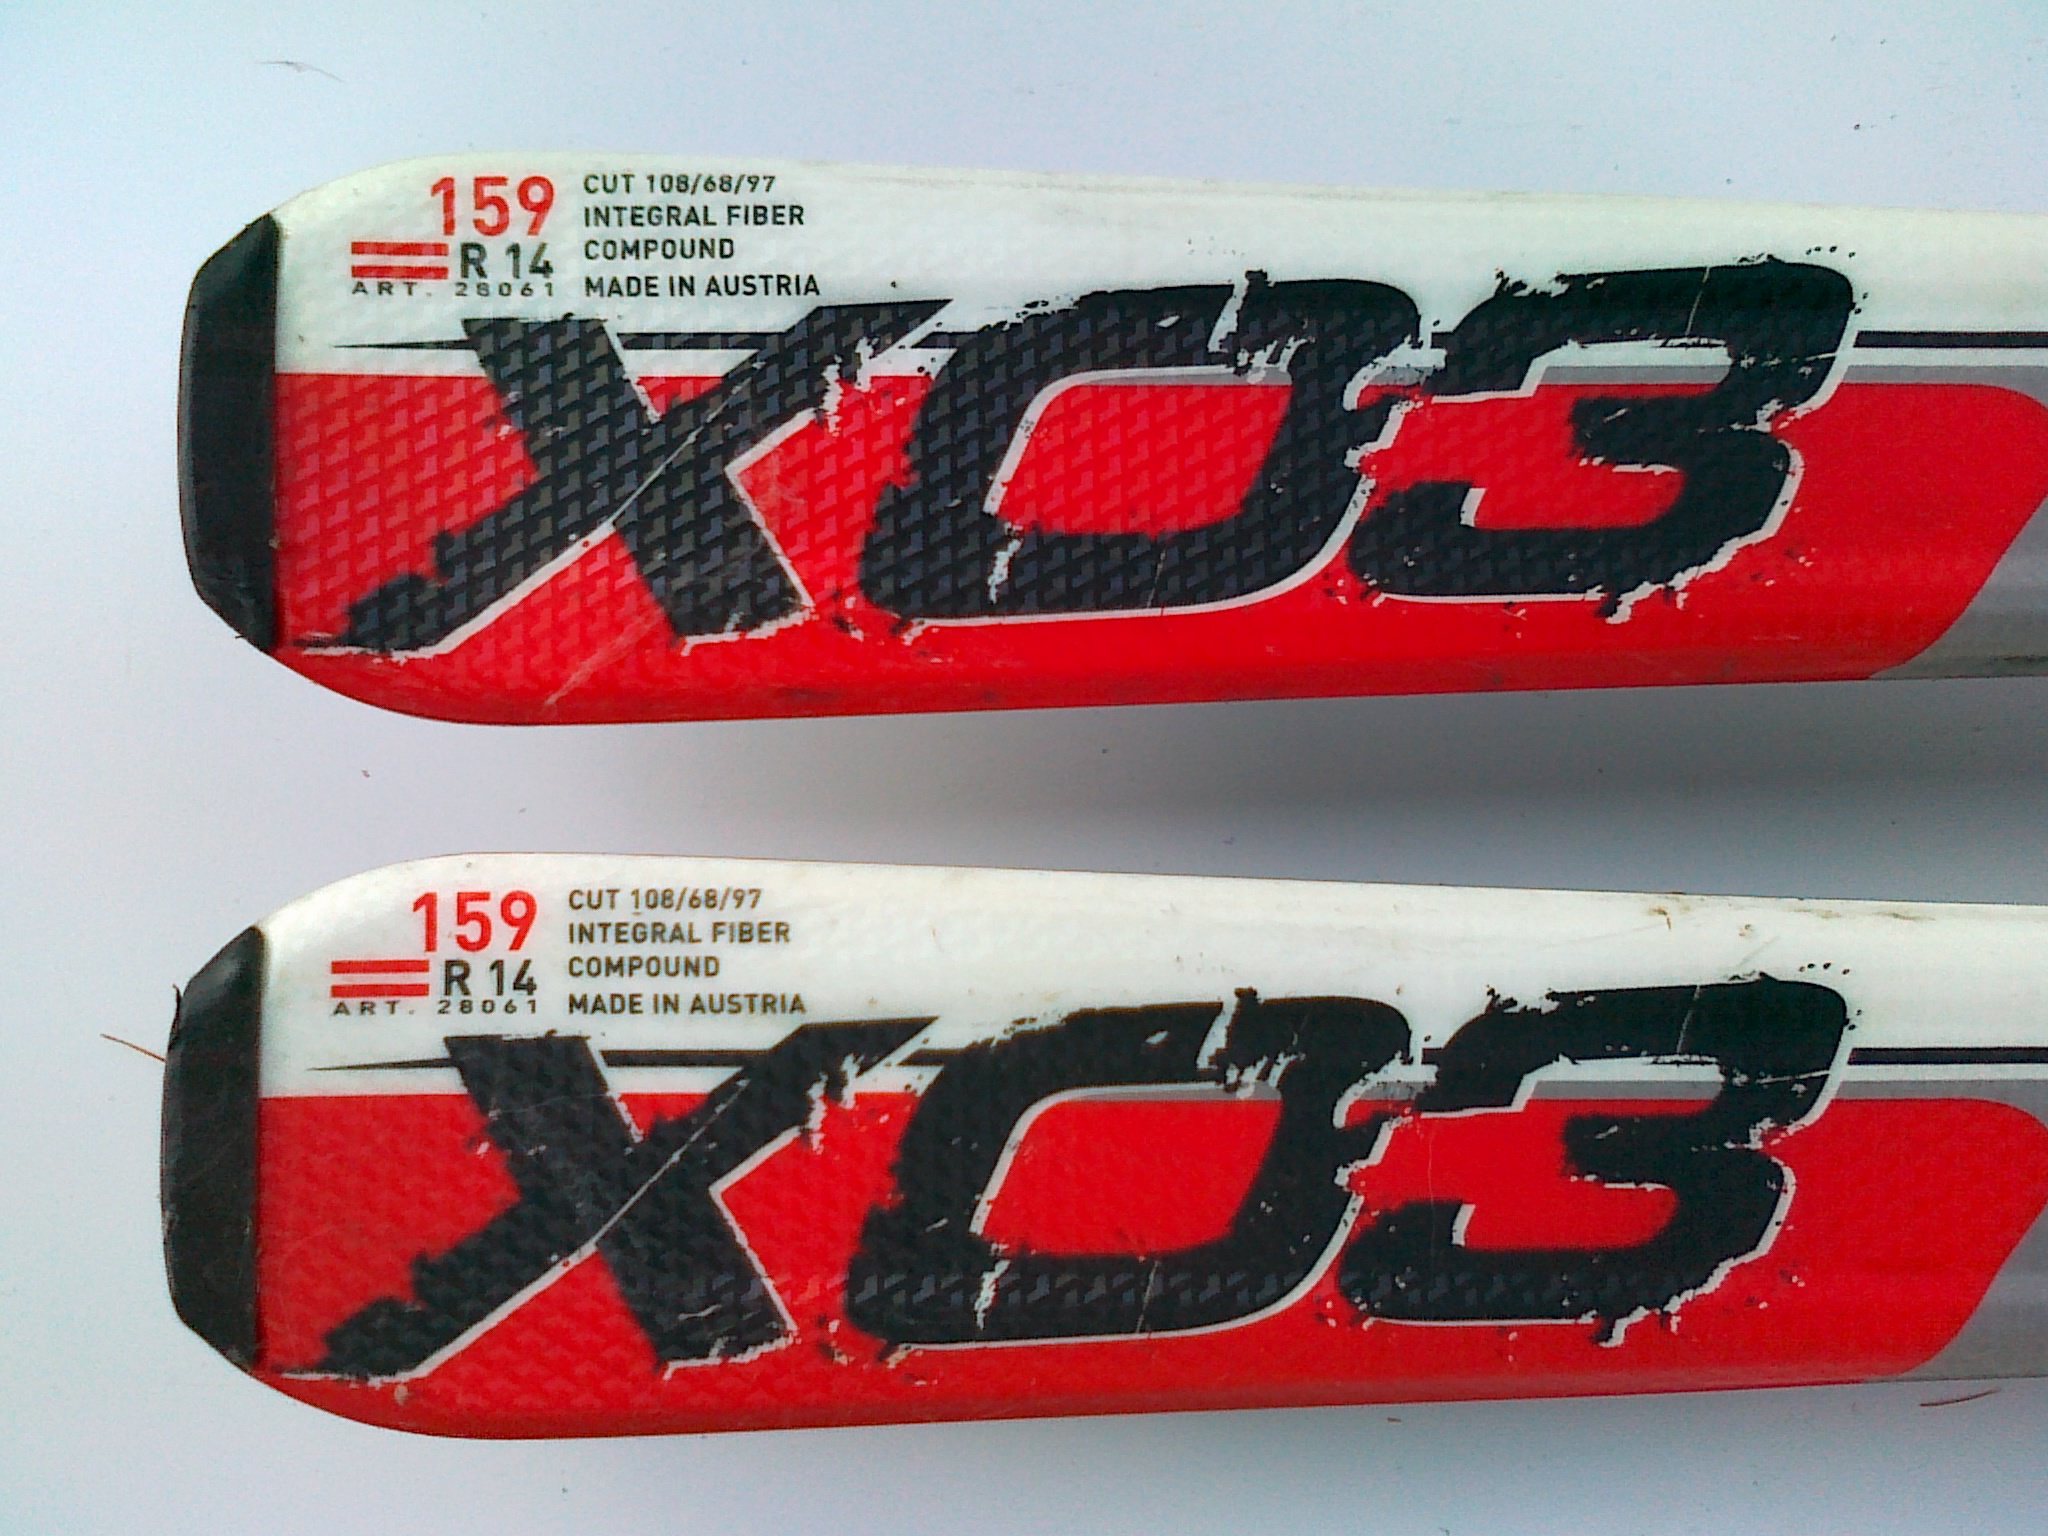 159
R 14
ART. 28061
CUT 108/68/97
INTEGRAL FIBER
COMPOUND
MADE IN AUSTRIA
XO3
159
R 14
ART. 28061
CUT 108/68/97
INTEGRAL FIBER
COMPOUND
MADE IN AUSTRIA
XO3